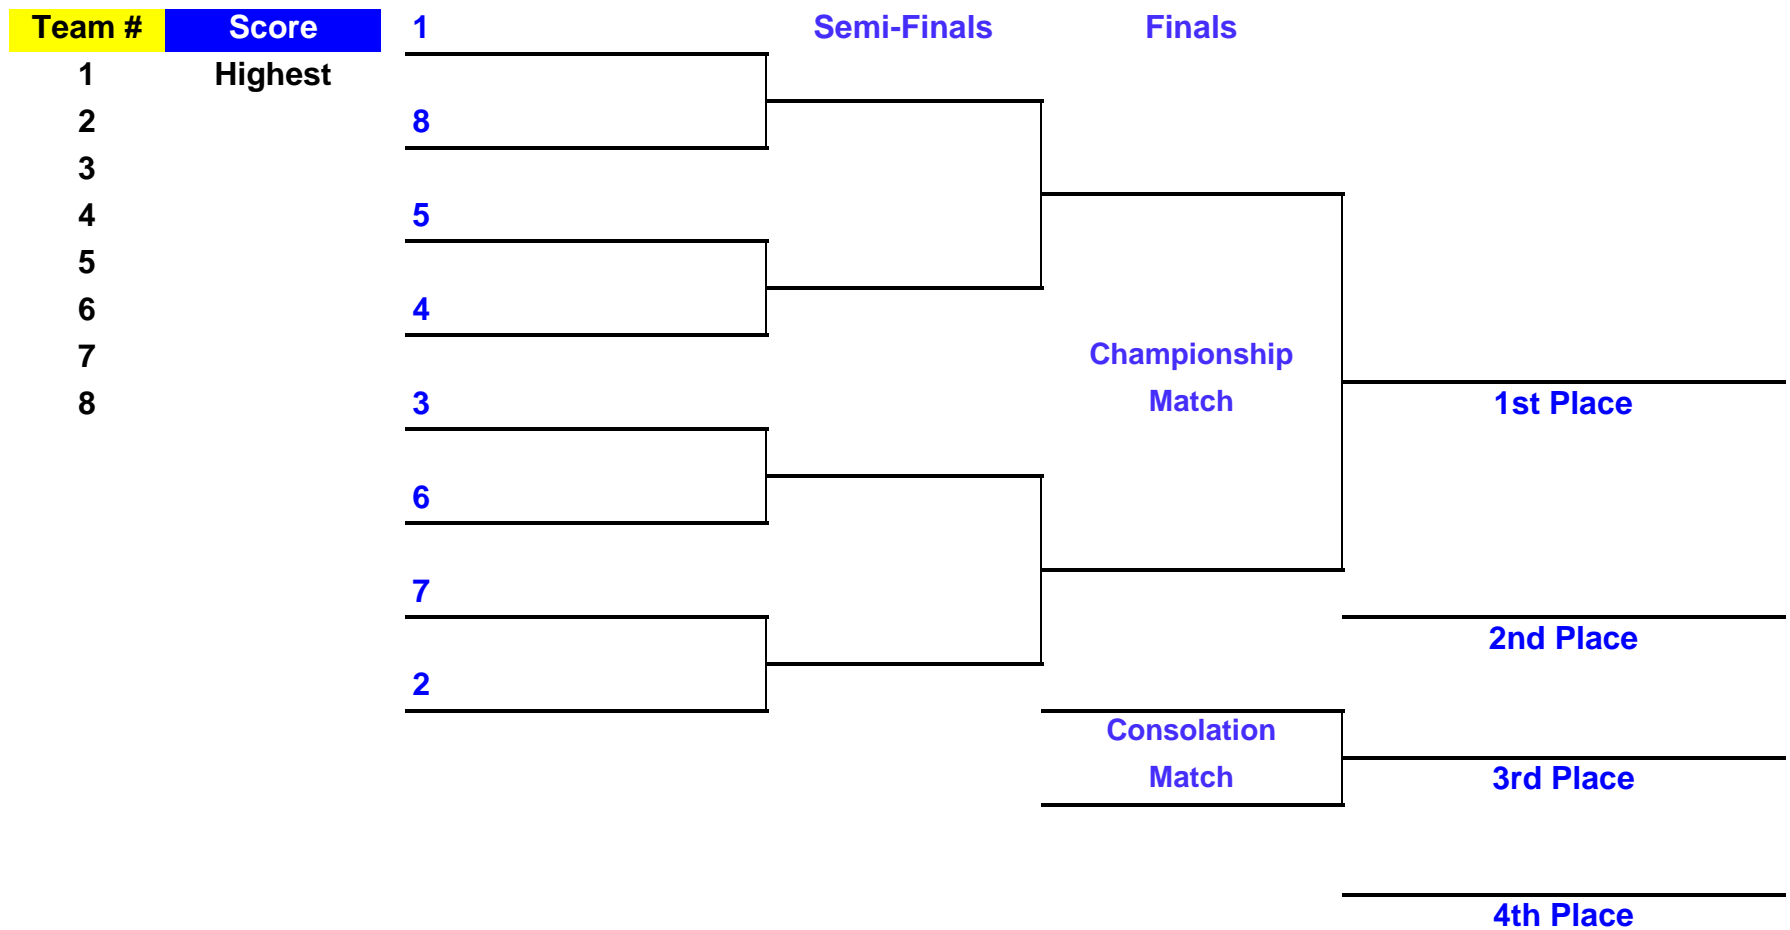 Team # Score 1 Semi-Finals Finals
1 Highest
2 8
3
4 5
5
6 4
7 Championship
8 3 Match 1st Place
6
7
2nd Place
2
Consolation
Match 3rd Place
4th Place